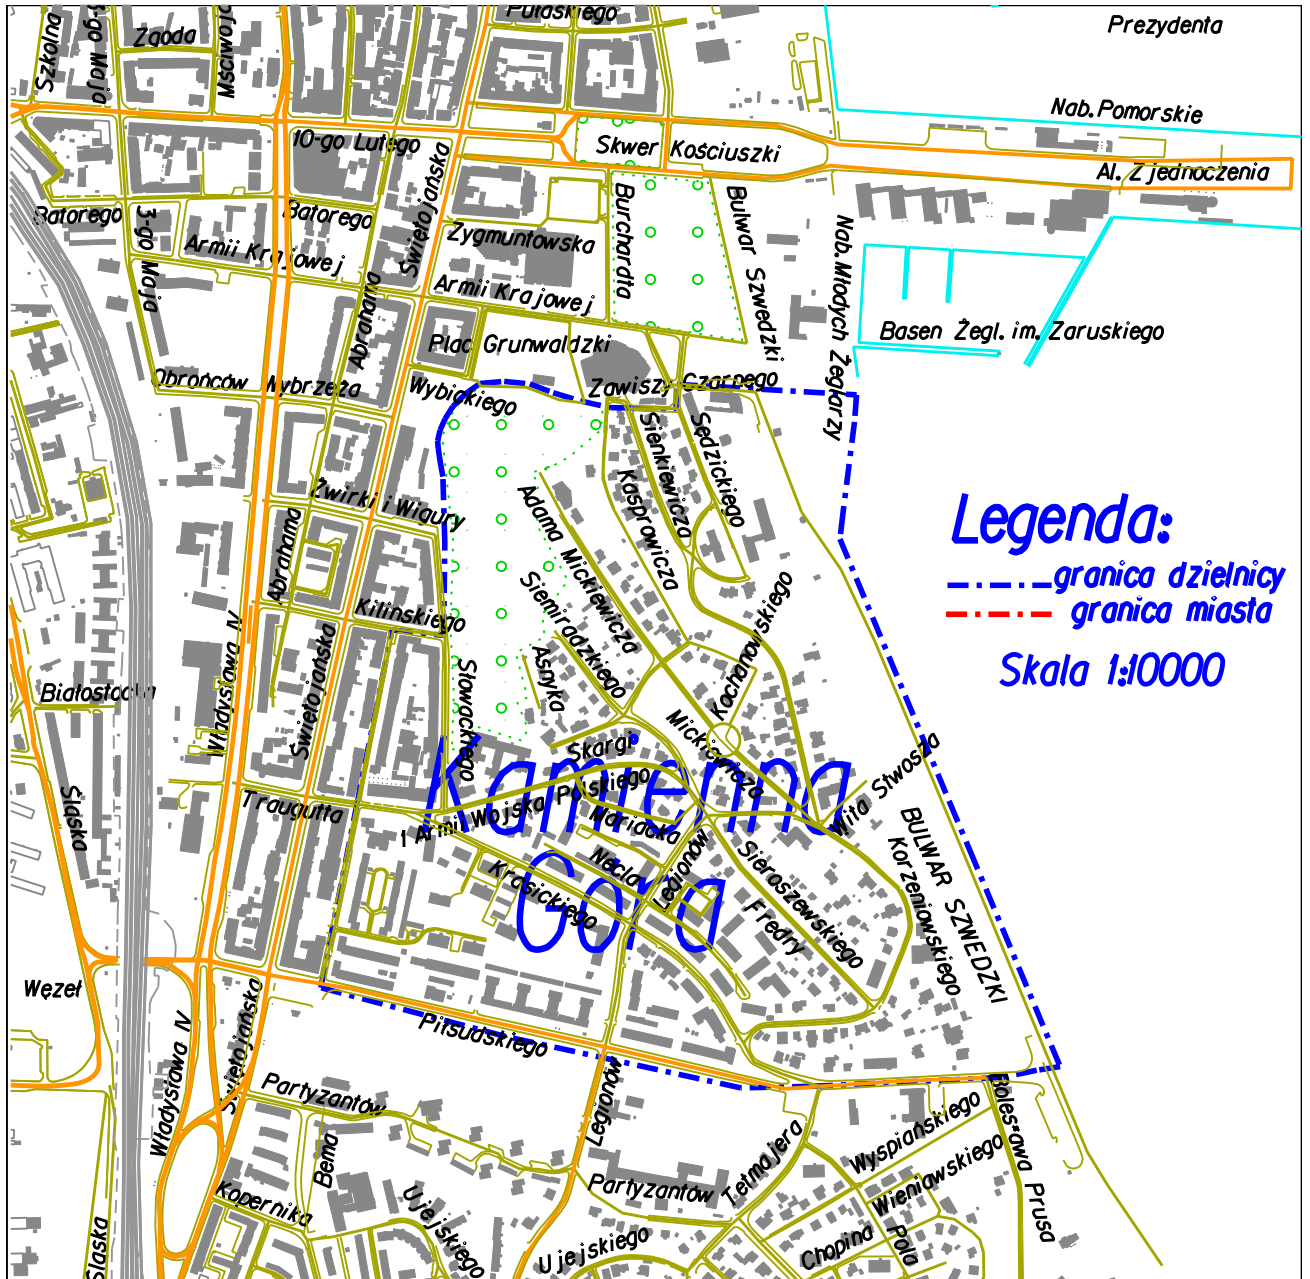 Pułaskiego
Prezydenta
Szkolna
3-go Maja
Zgoda
Mściwoja
Nab. Pomorskie
10-go Lutego
Skwer Kościuszki
Al. Zjednoczenia
Świętojańska
Batorego
3-go Maja
Batorego
Armii Krajowej
Zygmuntowska
Burchardta
Bulwar Szwedzki
Nab. Młodych Żeglarzy
Armii Krajowej
Abrahama
Basen Żegl. im. Zaruskiego
Plac Grunwaldzki
Obrońców Wybrzeża
Wybickiego
Zawiszy Czarnego
Sienkiewicza
Sędzickiego
Kasprowicza
Żwirki i Wigury
Adama Mickiewicza
Abrahama
Legenda:
granica dzielnicy
granica miasta
Skala 1:10000
Siemiradzkiego
Kilińskiego
Kochanowskiego
Władysława IV
Świętojańska
Asnyka
Słowackiego
Białostocka
Mickiewicza
Skargi
Śląska
Traugutta
I Armii Wojska Polskiego
Kamienna
Góra
Mariacka
Wita Stwosza
BULWAR SZWEDZKI
Korzeniowskiego
Necla
Legionów
Krasickiego
Sieroszewskiego
Fredry
Węzeł
Piłsudskiego
Władysława IV
Świętojańska
Partyzantów
Legionów
Bema
Bolesława Prusa
Wyspiańskiego
Wieniawskiego
Tetmajera
Partyzantów
Kopernika
Ujejskiego
Ujejskiego
Chopina
Pola
Śląska